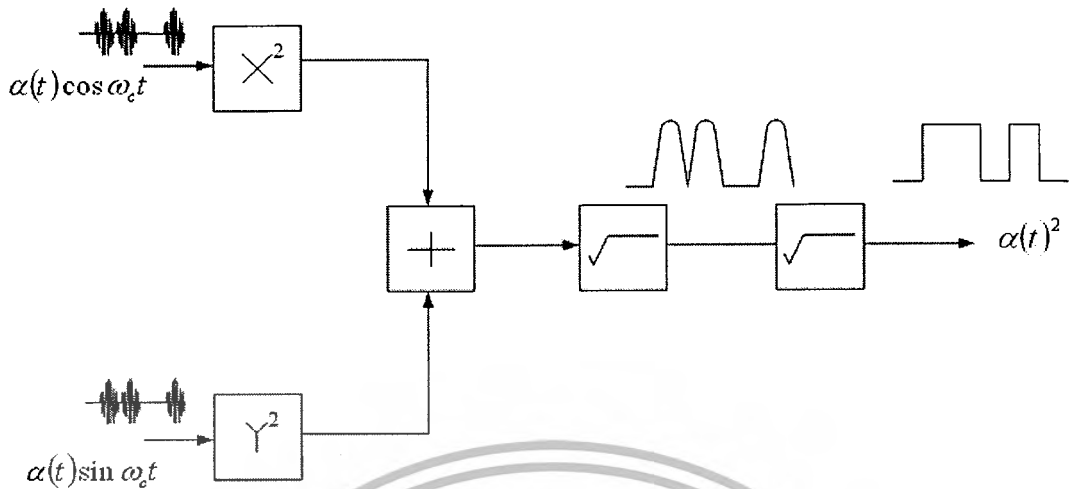 X²
α(t)cos ω_c t
+
√
√
α(t)²
Y²
α(t)sin ω_c t